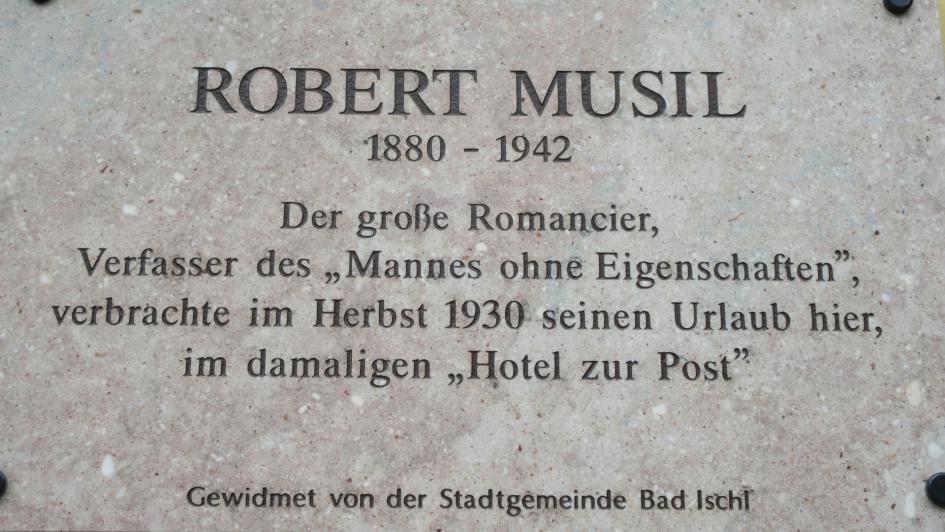 ROBERT MUSIL
1880 - 1942
Der große Romancier,
Verfasser des „Mannes ohne Eigenschaften”,
verbrachte im Herbst 1930 seinen Urlaub hier,
im damaligen „Hotel zur Post”
Gewidmet von der Stadtgemeinde Bad Ischl